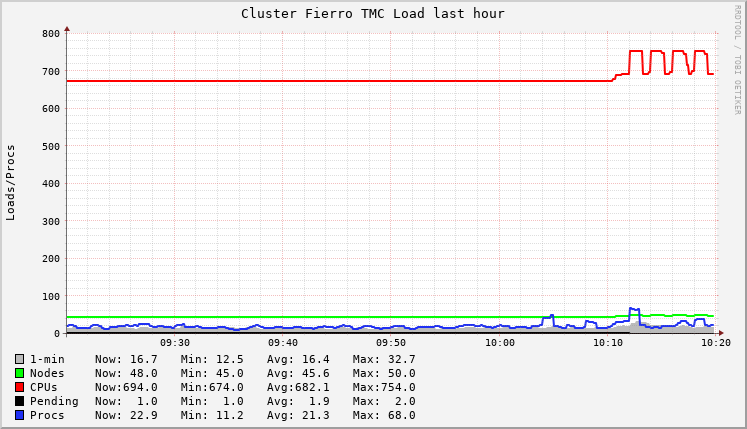 Cluster Fierro TMC Load last hour
RRDTOOL / TOBI OETIKER
Loads/Procs
800
700
600
500
400
300
200
100
0
09:30 09:40 09:50 10:00 10:10 10:20
1-min Now: 16.7 Min: 12.5 Avg: 16.4 Max: 32.7
Nodes Now: 48.0 Min: 45.0 Avg: 45.6 Max: 50.0
CPUs Now:694.0 Min:674.0 Avg:682.1 Max:754.0
Pending Now: 1.0 Min: 1.0 Avg: 1.9 Max: 2.0
Procs Now: 22.9 Min: 11.2 Avg: 21.3 Max: 68.0